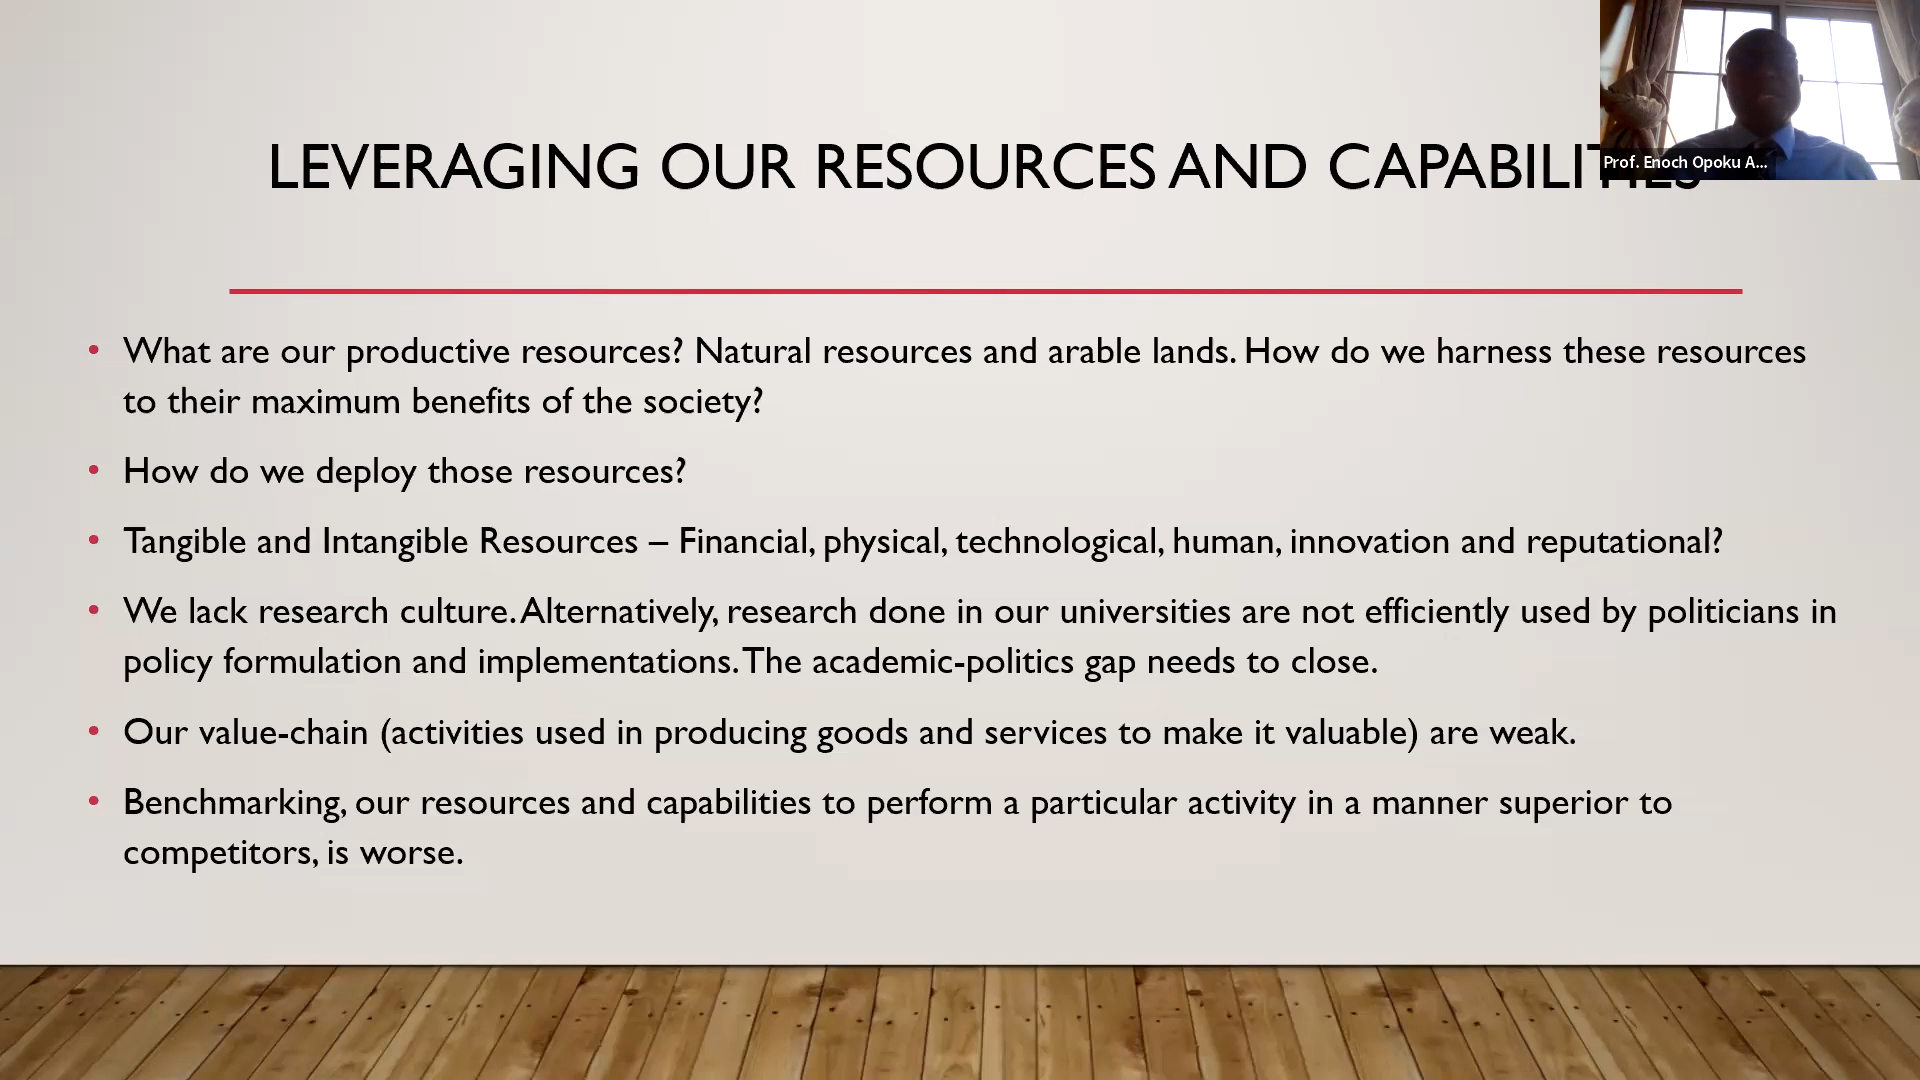 LEVERAGING OUR RESOURCES AND CAPABILITIES
Prof. Enoch Opoku A...
• What are our productive resources? Natural resources and arable lands. How do we harness these resources
to their maximum benefits of the society?
• How do we deploy those resources?
• Tangible and Intangible Resources – Financial, physical, technological, human, innovation and reputational?
• We lack research culture. Alternatively, research done in our universities are not efficiently used by politicians in
policy formulation and implementations. The academic-politics gap needs to close.
• Our value-chain (activities used in producing goods and services to make it valuable) are weak.
• Benchmarking, our resources and capabilities to perform a particular activity in a manner superior to
competitors, is worse.